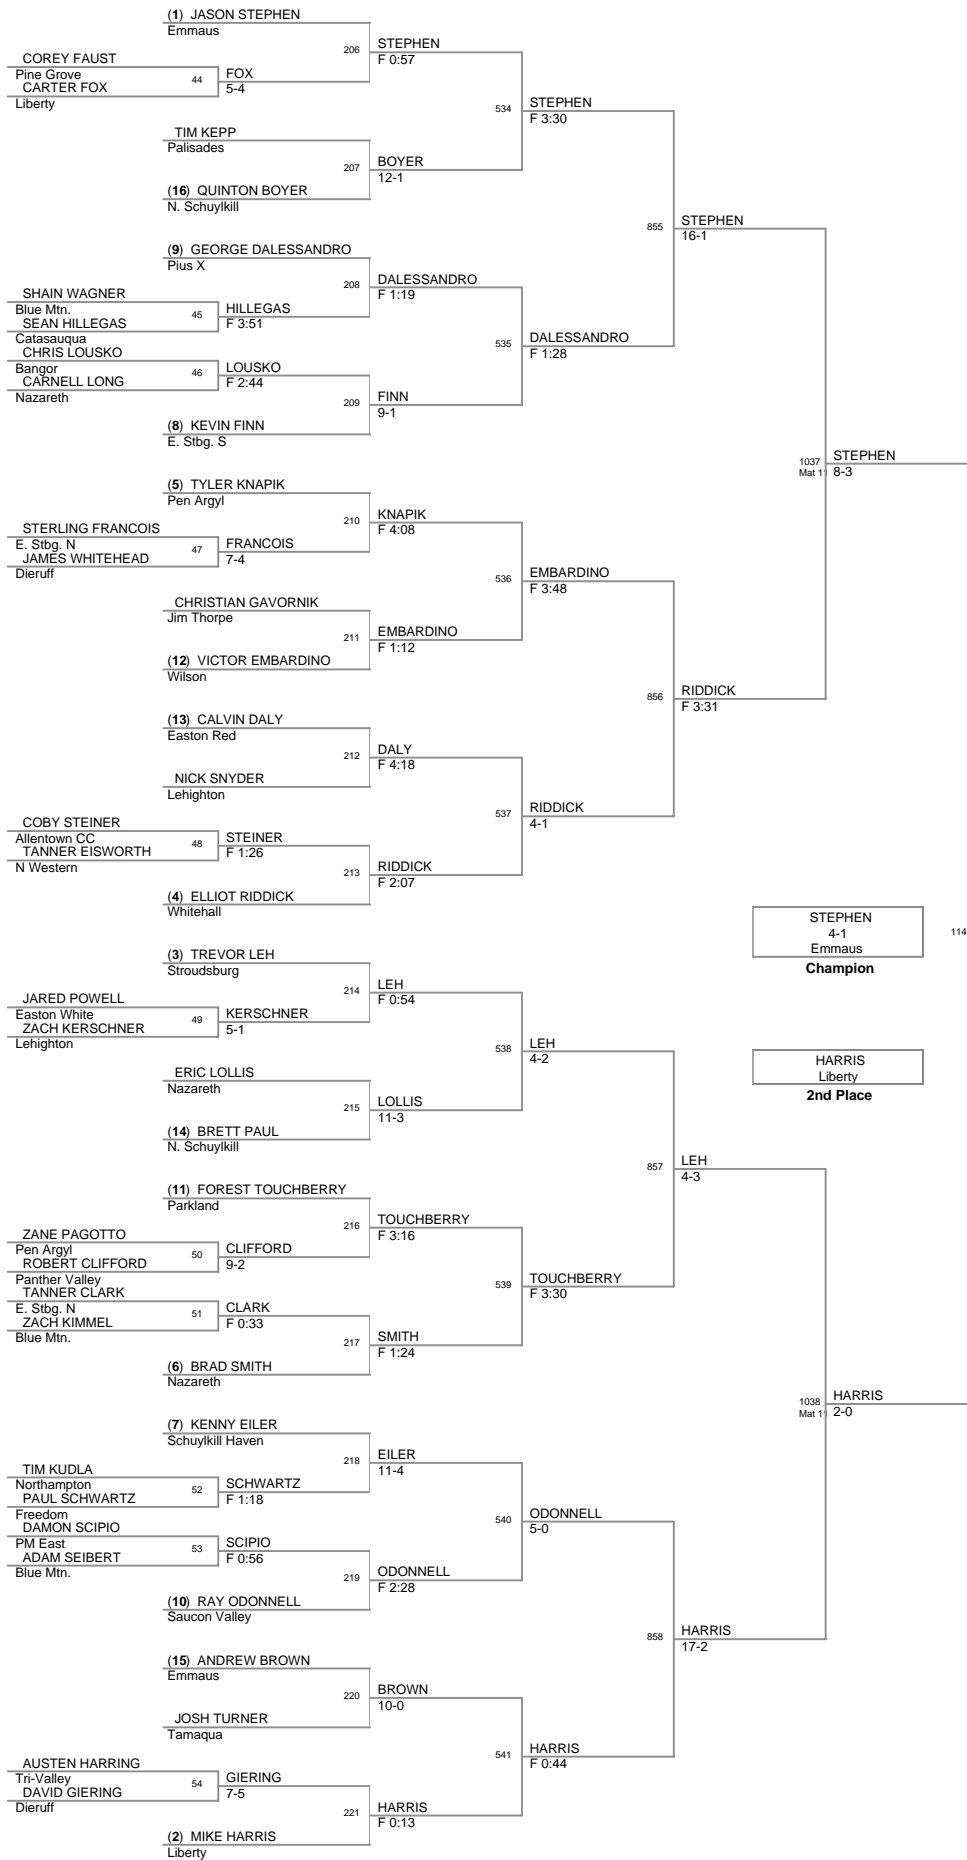 (1) JASON STEPHEN
Emmaus
206
STEPHEN
F 0:57
COREY FAUST
Pine Grove
44
FOX
5-4
CARTER FOX
Liberty
534
STEPHEN
F 3:30
TIM KEPP
Palisades
207
BOYER
12-1
(16) QUINTON BOYER
N. Schuylkill
855
STEPHEN
16-1
(9) GEORGE DALESSANDRO
Pius X
208
DALESSANDRO
F 1:19
SHAIN WAGNER
Blue Mtn.
45
HILLEGAS
F 3:51
SEAN HILLEGAS
Catasauqua
535
DALESSANDRO
F 1:28
CHRIS LOUSKO
Bangor
46
LOUSKO
F 2:44
CARNELL LONG
Nazareth
209
FINN
9-1
(8) KEVIN FINN
E. Stbg. S
1037
Mat 1
STEPHEN
8-3
(5) TYLER KNAPIK
Pen Argyl
210
KNAPIK
F 4:08
STERLING FRANCOIS
E. Stbg. N
47
FRANCOIS
7-4
JAMES WHITEHEAD
Dieruff
536
EMBARDINO
F 3:48
CHRISTIAN GAVORNIK
Jim Thorpe
211
EMBARDINO
F 1:12
(12) VICTOR EMBARDINO
Wilson
856
RIDDICK
F 3:31
(13) CALVIN DALY
Easton Red
212
DALY
F 4:18
NICK SNYDER
Lehighton
537
RIDDICK
4-1
COBY STEINER
Allentown CC
48
STEINER
F 1:26
TANNER EISWORTH
N Western
213
RIDDICK
F 2:07
(4) ELLIOT RIDDICK
Whitehall
STEPHEN
4-1
Emmaus
Champion
114
(3) TREVOR LEH
Stroudsburg
214
LEH
F 0:54
JARED POWELL
Easton White
49
KERSCHNER
5-1
ZACH KERSCHNER
Lehighton
538
LEH
4-2
HARRIS
Liberty
2nd Place
ERIC LOLLIS
Nazareth
215
LOLLIS
11-3
(14) BRETT PAUL
N. Schuylkill
857
LEH
4-3
(11) FOREST TOUCHBERRY
Parkland
216
TOUCHBERRY
F 3:16
ZANE PAGOTTO
Pen Argyl
50
CLIFFORD
9-2
ROBERT CLIFFORD
Panther Valley
539
TOUCHBERRY
F 3:30
TANNER CLARK
E. Stbg. N
51
CLARK
F 0:33
ZACH KIMMEL
Blue Mtn.
217
SMITH
F 1:24
(6) BRAD SMITH
Nazareth
1038
Mat 1
HARRIS
2-0
(7) KENNY EILER
Schuylkill Haven
218
EILER
11-4
TIM KUDLA
Northampton
52
SCHWARTZ
F 1:18
PAUL SCHWARTZ
Freedom
540
ODONNELL
5-0
DAMON SCIPIO
PM East
53
SCIPIO
F 0:56
ADAM SEIBERT
Blue Mtn.
219
ODONNELL
F 2:28
(10) RAY ODONNELL
Saucon Valley
858
HARRIS
17-2
(15) ANDREW BROWN
Emmaus
220
BROWN
10-0
JOSH TURNER
Tamaqua
541
HARRIS
F 0:44
AUSTEN HARRING
Tri-Valley
54
GIERING
7-5
DAVID GIERING
Dieruff
221
HARRIS
F 0:13
(2) MIKE HARRIS
Liberty